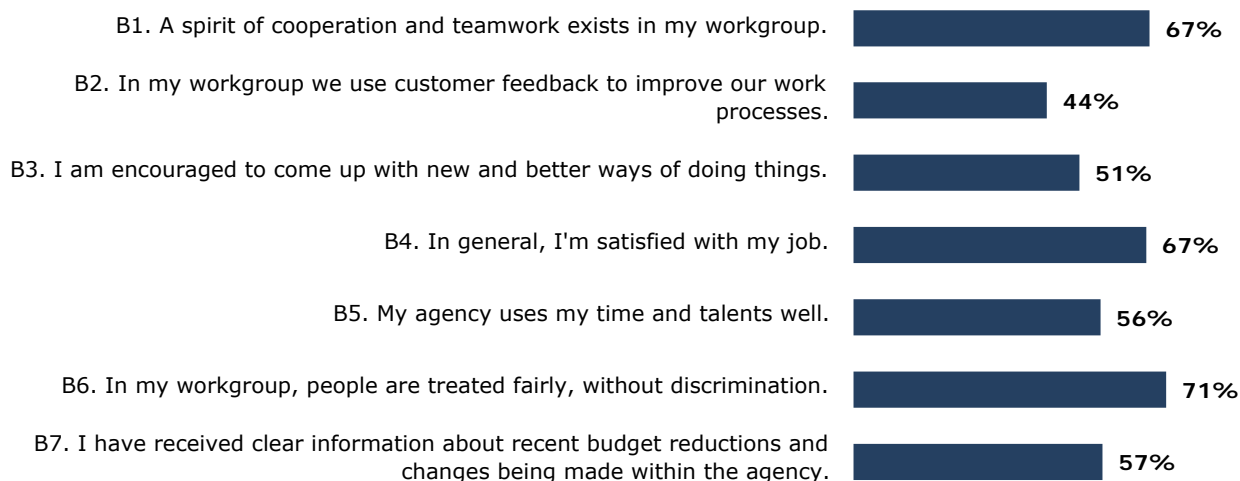 B1. A spirit of cooperation and teamwork exists in my workgroup. 67%
B2. In my workgroup we use customer feedback to improve our work
processes. 44%
B3. I am encouraged to come up with new and better ways of doing things. 51%
B4. In general, I'm satisfied with my job. 67%
B5. My agency uses my time and talents well. 56%
B6. In my workgroup, people are treated fairly, without discrimination. 71%
B7. I have received clear information about recent budget reductions and
changes being made within the agency. 57%